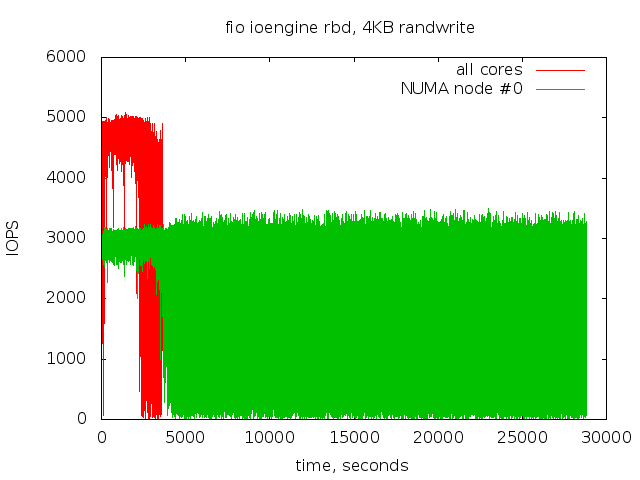 fio ioengine rbd, 4KB randwrite
all cores
NUMA node #0
6000
5000
4000
3000
2000
1000
0
IOPS
0 5000 10000 15000 20000 25000 30000
time, seconds